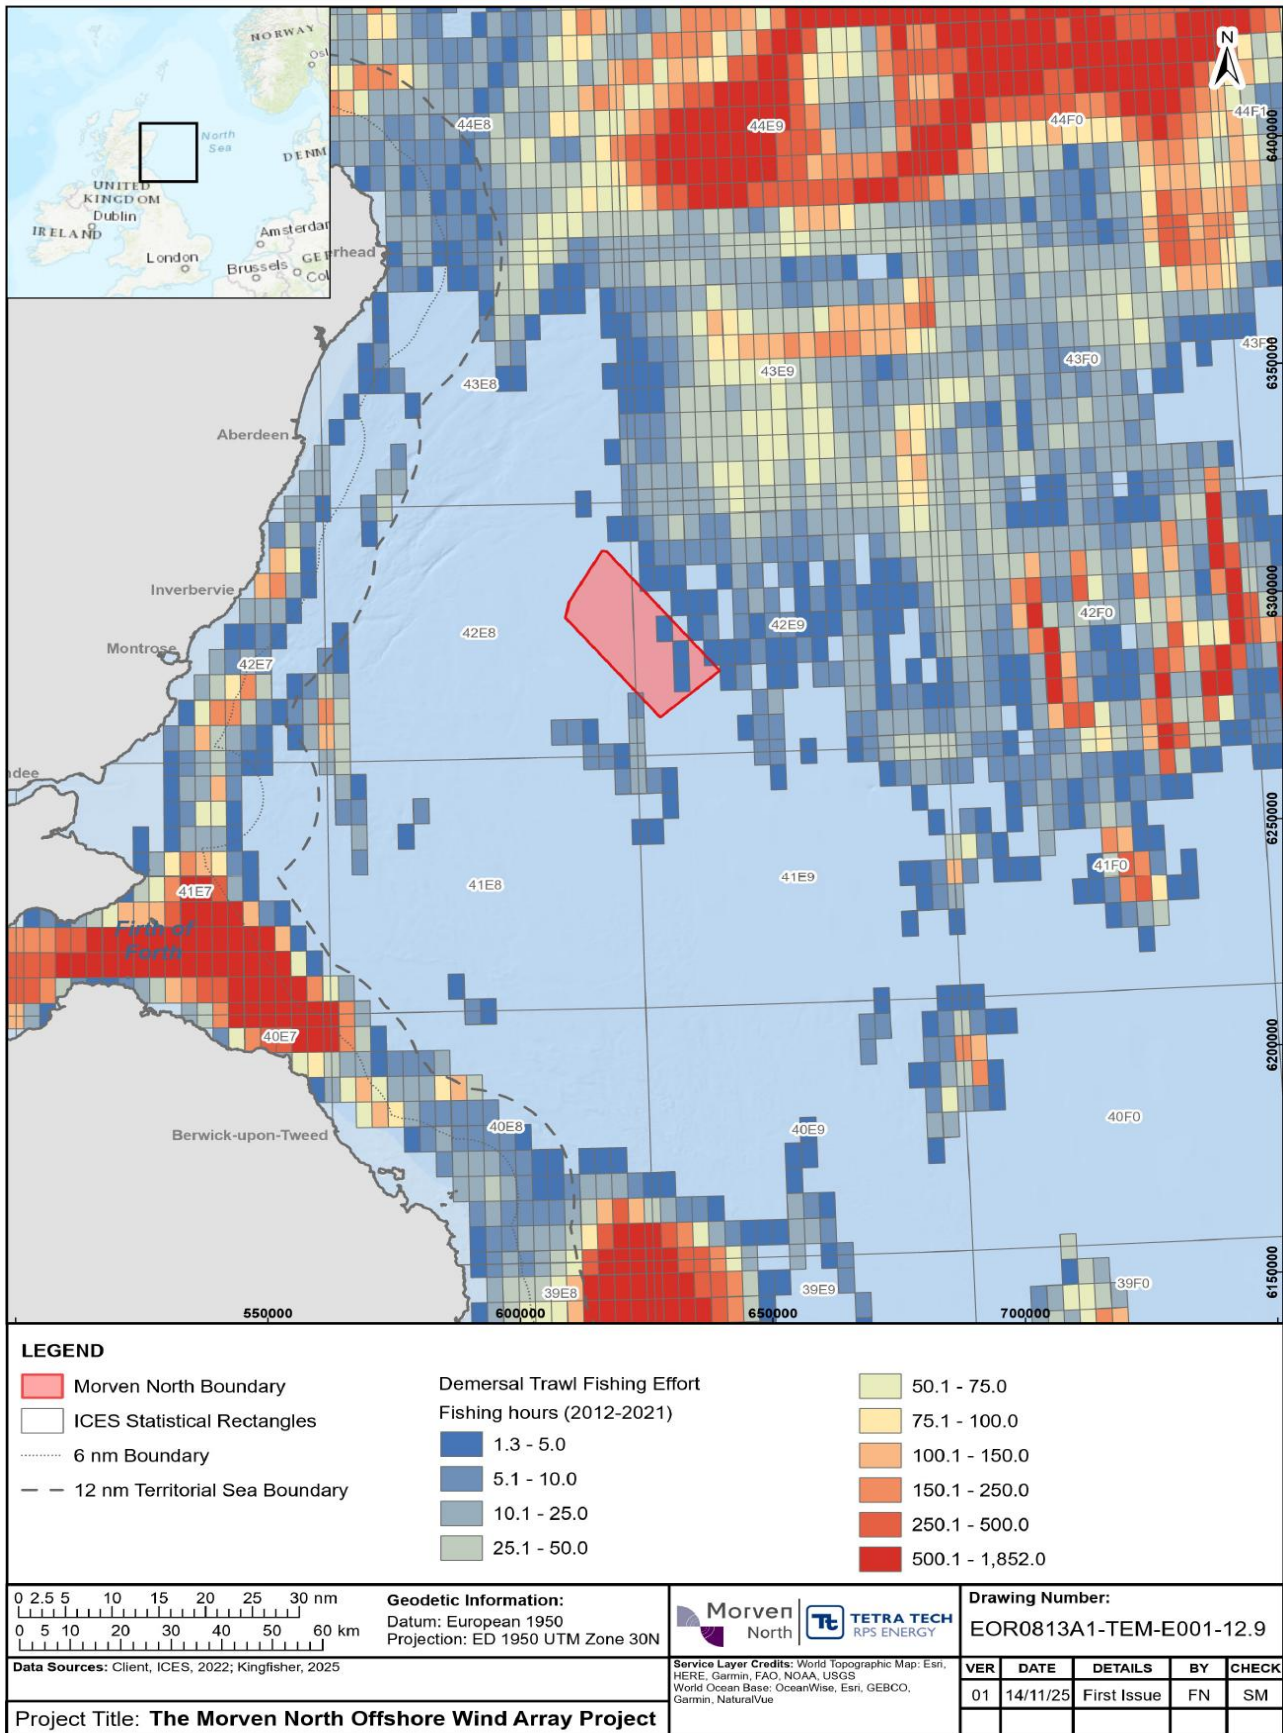 NORWAY
Osl
North
Sea
DENM
UNITED
KINGDOM
Dublin
IRELAND
Amsterdar
London
GE
Brussels
Col
N
44E8
44E9
44F0
44F1
6400000
rhead
43E8
43E9
43F0
43F
6350000
Aberdeen
Inverbervie
6300000
42E8
42E9
42F0
Montrose
42E7
ndee
6250000
41E7
41E8
41E9
41F0
Firth of
Forth
40E7
6200000
Berwick-upon-Tweed
40E8
40E9
40F0
39E8
39E9
39F0
6150000
550000
600000
650000
700000
LEGEND
Morven North Boundary
ICES Statistical Rectangles
6 nm Boundary
12 nm Territorial Sea Boundary
Demersal Trawl Fishing Effort
Fishing hours (2012-2021)
1.3 - 5.0
5.1 - 10.0
10.1 - 25.0
25.1 - 50.0
50.1 - 75.0
75.1 - 100.0
100.1 - 150.0
150.1 - 250.0
250.1 - 500.0
500.1 - 1,852.0
0 2.5 5 10 15 20 25 30 nm
0 5 10 20 30 40 50 60 km
Geodetic Information:
Datum: European 1950
Projection: ED 1950 UTM Zone 30N
Morven
North
Tt
TETRA TECH
RPS ENERGY
Drawing Number:
EOR0813A1-TEM-E001-12.9
Data Sources: Client, ICES, 2022; Kingfisher, 2025
Service Layer Credits: World Topographic Map: Esri,
HERE, Garmin, FAO, NOAA, USGS
World Ocean Base: OceanWise, Esri, GEBCO,
Garmin, NaturalVue
VER DATE DETAILS BY CHECK
01 14/11/25 First Issue FN SM
Project Title: The Morven North Offshore Wind Array Project